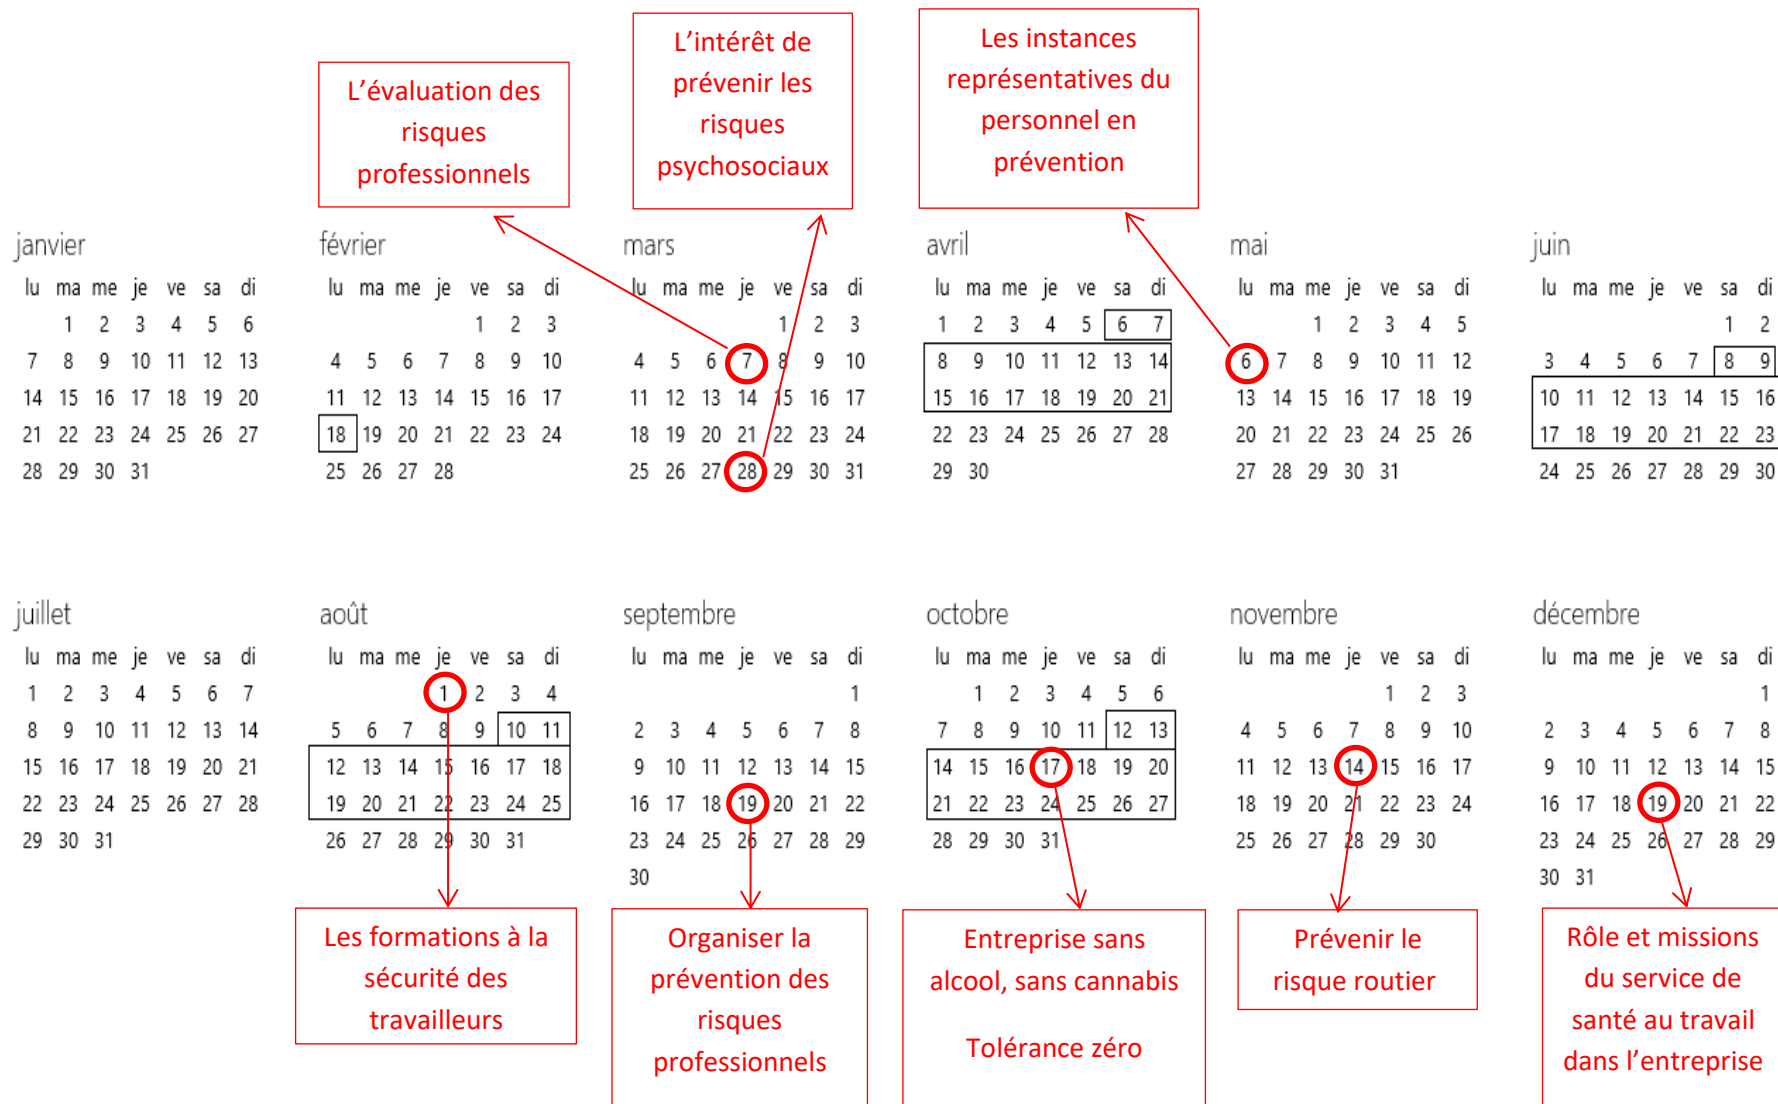 L’évaluation des
risques
professionnels
L’intérêt de
prévenir les
risques
psychosociaux
Les instances
représentatives du
personnel en
prévention
janvier
lu ma me je ve sa di
1 2 3 4 5 6
7 8 9 10 11 12 13
14 15 16 17 18 19 20
21 22 23 24 25 26 27
28 29 30 31
février
lu ma me je ve sa di
1 2 3
4 5 6 7 8 9 10
11 12 13 14 15 16 17
18 19 20 21 22 23 24
25 26 27 28
mars
lu ma me je ve sa di
1 2 3
4 5 6 7 8 9 10
11 12 13 14 15 16 17
18 19 20 21 22 23 24
25 26 27 28 29 30 31
avril
lu ma me je ve sa di
1 2 3 4 5 6 7
8 9 10 11 12 13 14
15 16 17 18 19 20 21
22 23 24 25 26 27 28
29 30
mai
lu ma me je ve sa di
1 2 3 4 5
6 7 8 9 10 11 12
13 14 15 16 17 18 19
20 21 22 23 24 25 26
27 28 29 30 31
juin
lu ma me je ve sa di
1 2
3 4 5 6 7 8 9
10 11 12 13 14 15 16
17 18 19 20 21 22 23
24 25 26 27 28 29 30
juillet
lu ma me je ve sa di
1 2 3 4 5 6 7
8 9 10 11 12 13 14
15 16 17 18 19 20 21
22 23 24 25 26 27 28
29 30 31
août
lu ma me je ve sa di
1 2 3 4
5 6 7 8 9 10 11
12 13 14 15 16 17 18
19 20 21 22 23 24 25
26 27 28 29 30 31
septembre
lu ma me je ve sa di
1
2 3 4 5 6 7 8
9 10 11 12 13 14 15
16 17 18 19 20 21 22
23 24 25 26 27 28 29
30
octobre
lu ma me je ve sa di
1 2 3 4 5 6
7 8 9 10 11 12 13
14 15 16 17 18 19 20
21 22 23 24 25 26 27
28 29 30 31
novembre
lu ma me je ve sa di
1 2 3
4 5 6 7 8 9 10
11 12 13 14 15 16 17
18 19 20 21 22 23 24
25 26 27 28 29 30
décembre
lu ma me je ve sa di
1
2 3 4 5 6 7 8
9 10 11 12 13 14 15
16 17 18 19 20 21 22
23 24 25 26 27 28 29
30 31
Les formations à la
sécurité des
travailleurs
Organiser la
prévention des
risques
professionnels
Entreprise sans
alcool, sans cannabis
Tolérance zéro
Prévenir le
risque routier
Rôle et missions
du service de
santé au travail
dans l’entreprise